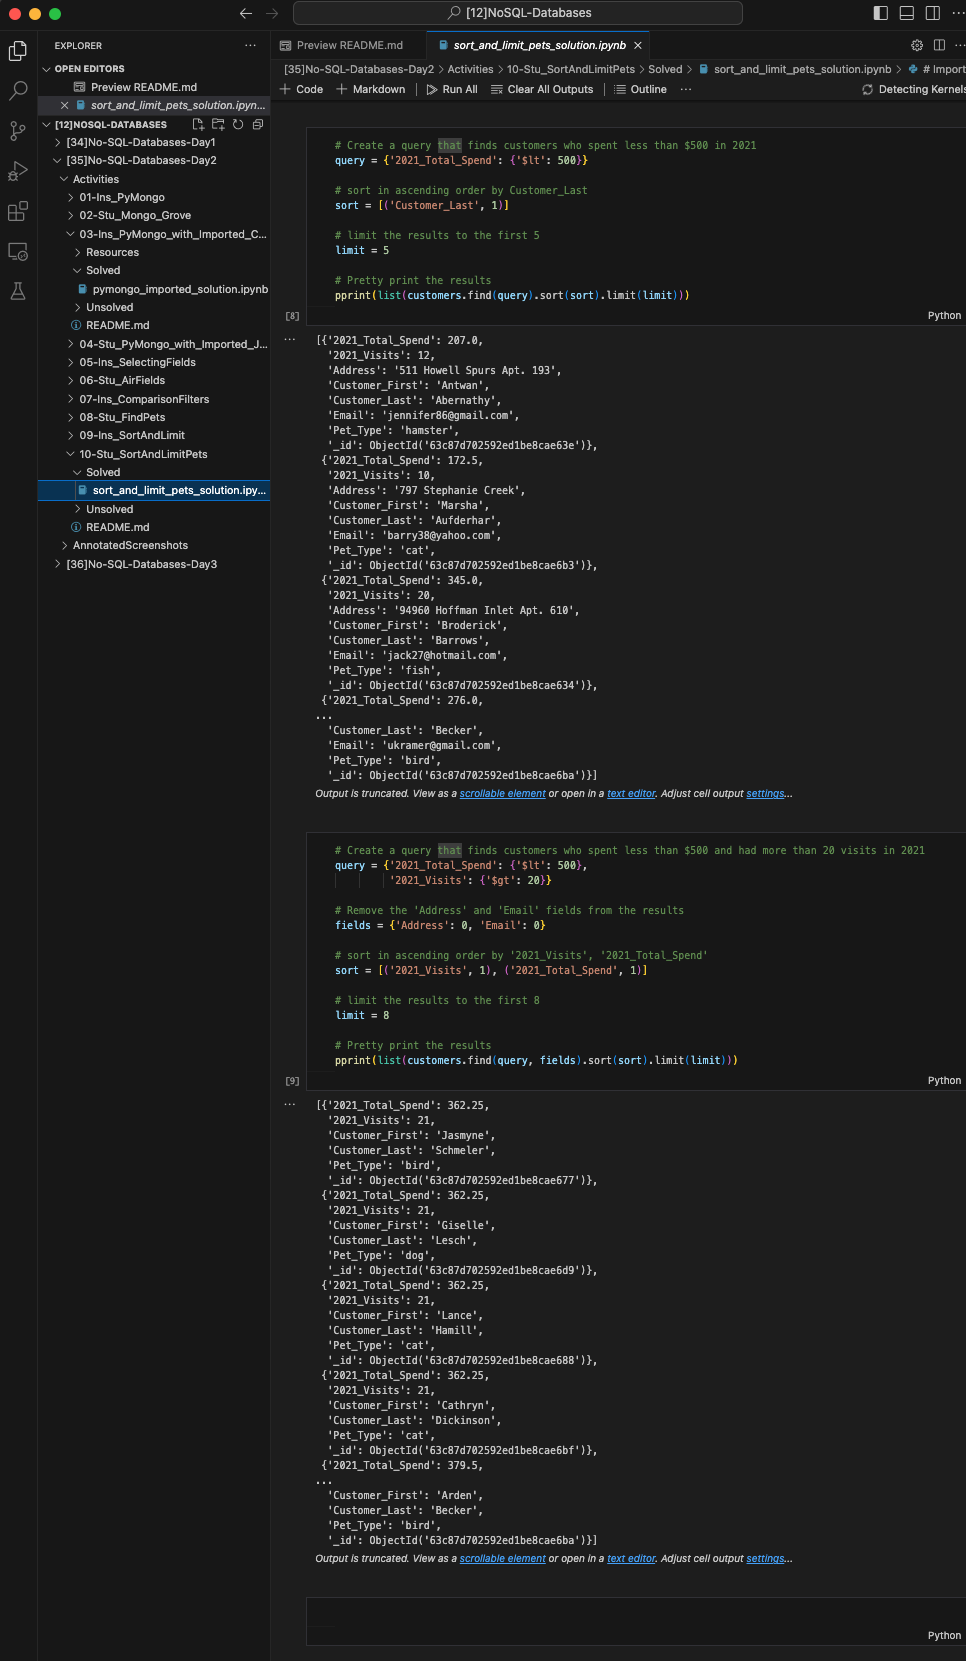 [12]NoSQL-Databases
EXPLORER
OPEN EDITORS
Preview README.md
sort_and_limit_pets_solution.ipyn...
[12]NOSQL-DATABASES
[34]No-SQL-Databases-Day1
[35]No-SQL-Databases-Day2
Activities
01-Ins_PyMongo
02-Stu_Mongo_Grove
03-Ins_PyMongo_with_Imported_C...
Resources
Solved
pymongo_imported_solution.ipynb
Unsolved
README.md
04-Stu_PyMongo_with_Imported_J...
05-Ins_SelectingFields
06-Stu_AirFields
07-Ins_ComparisonFilters
08-Stu_FindPets
09-Ins_SortAndLimit
10-Stu_SortAndLimitPets
Solved
sort_and_limit_pets_solution.ipy...
Unsolved
README.md
AnnotatedScreenshots
[36]No-SQL-Databases-Day3
Preview README.md
sort_and_limit_pets_solution.ipynb
[35]No-SQL-Databases-Day2 > Activities > 10-Stu_SortAndLimitPets > Solved > sort_and_limit_pets_solution.ipynb > # Import
+ Code + Markdown Run All Clear All Outputs Outline ... Detecting Kernels
# Create a query that finds customers who spent less than $500 in 2021
query = {'2021_Total_Spend': {'$lt': 500}}
# sort in ascending order by Customer_Last
sort = [('Customer_Last', 1)]
# limit the results to the first 5
limit = 5
# Pretty print the results
pprint(list(customers.find(query).sort(sort).limit(limit)))
[8]
Python
...
[{'2021_Total_Spend': 207.0,
'2021_Visits': 12,
'Address': '511 Howell Spurs Apt. 193',
'Customer_First': 'Antwan',
'Customer_Last': 'Abernathy',
'Email': 'jennifer86@gmail.com',
'Pet_Type': 'hamster',
'_id': ObjectId('63c87d702592ed1be8cae63e')},
{'2021_Total_Spend': 172.5,
'2021_Visits': 10,
'Address': '797 Stephanie Creek',
'Customer_First': 'Marsha',
'Customer_Last': 'Aufderhar',
'Email': 'barry38@yahoo.com',
'Pet_Type': 'cat',
'_id': ObjectId('63c87d702592ed1be8cae6b3')},
{'2021_Total_Spend': 345.0,
'2021_Visits': 20,
'Address': '94960 Hoffman Inlet Apt. 610',
'Customer_First': 'Broderick',
'Customer_Last': 'Barrows',
'Email': 'jack27@hotmail.com',
'Pet_Type': 'fish',
'_id': ObjectId('63c87d702592ed1be8cae634')},
{'2021_Total_Spend': 276.0,
...
'Customer_Last': 'Becker',
'Email': 'ukramer@gmail.com',
'Pet_Type': 'bird',
'_id': ObjectId('63c87d702592ed1be8cae6ba')}]
Output is truncated. View as a scrollable element or open in a text editor. Adjust cell output settings...
# Create a query that finds customers who spent less than $500 and had more than 20 visits in 2021
query = {'2021_Total_Spend': {'$lt': 500},
'2021_Visits': {'$gt': 20}}
# Remove the 'Address' and 'Email' fields from the results
fields = {'Address': 0, 'Email': 0}
# sort in ascending order by '2021_Visits', '2021_Total_Spend'
sort = [('2021_Visits', 1), ('2021_Total_Spend', 1)]
# limit the results to the first 8
limit = 8
# Pretty print the results
pprint(list(customers.find(query, fields).sort(sort).limit(limit)))
[9]
Python
...
[{'2021_Total_Spend': 362.25,
'2021_Visits': 21,
'Customer_First': 'Jasmyne',
'Customer_Last': 'Schmeler',
'Pet_Type': 'bird',
'_id': ObjectId('63c87d702592ed1be8cae677')},
{'2021_Total_Spend': 362.25,
'2021_Visits': 21,
'Customer_First': 'Giselle',
'Customer_Last': 'Lesch',
'Pet_Type': 'dog',
'_id': ObjectId('63c87d702592ed1be8cae6d9')},
{'2021_Total_Spend': 362.25,
'2021_Visits': 21,
'Customer_First': 'Lance',
'Customer_Last': 'Hamill',
'Pet_Type': 'cat',
'_id': ObjectId('63c87d702592ed1be8cae688')},
{'2021_Total_Spend': 362.25,
'2021_Visits': 21,
'Customer_First': 'Cathryn',
'Customer_Last': 'Dickinson',
'Pet_Type': 'cat',
'_id': ObjectId('63c87d702592ed1be8cae6bf')},
{'2021_Total_Spend': 379.5,
...
'Customer_First': 'Arden',
'Customer_Last': 'Becker',
'Pet_Type': 'bird',
'_id': ObjectId('63c87d702592ed1be8cae6ba')}]
Output is truncated. View as a scrollable element or open in a text editor. Adjust cell output settings...
Python